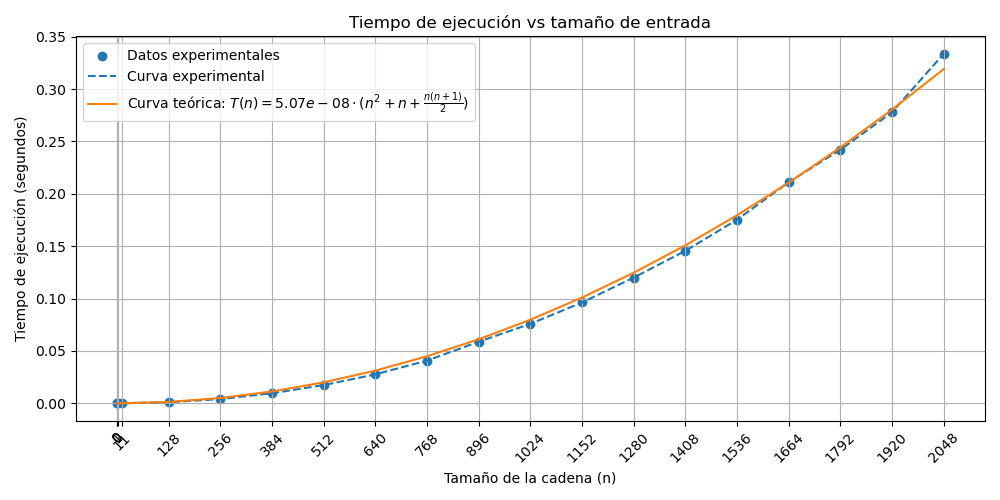 Tiempo de ejecución vs tamaño de entrada
Datos experimentales
Curva experimental
Curva teórica: T(n) = 5.07e − 08 · (n² + n + n(n+1)/2)
Tiempo de ejecución (segundos)
0.35
0.30
0.25
0.20
0.15
0.10
0.05
0.00
11 128 256 384 512 640 768 896 1024 1152 1280 1408 1536 1664 1792 1920 2048
Tamaño de la cadena (n)